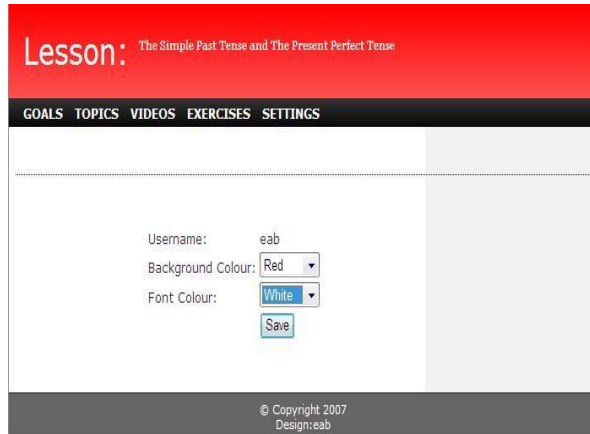 Lesson: The Simple Past Tense and The Present Perfect Tense
GOALS TOPICS VIDEOS EXERCISES SETTINGS
Username: eab
Background Colour: Red
Font Colour: White
Save
© Copyright 2007
Design:eab